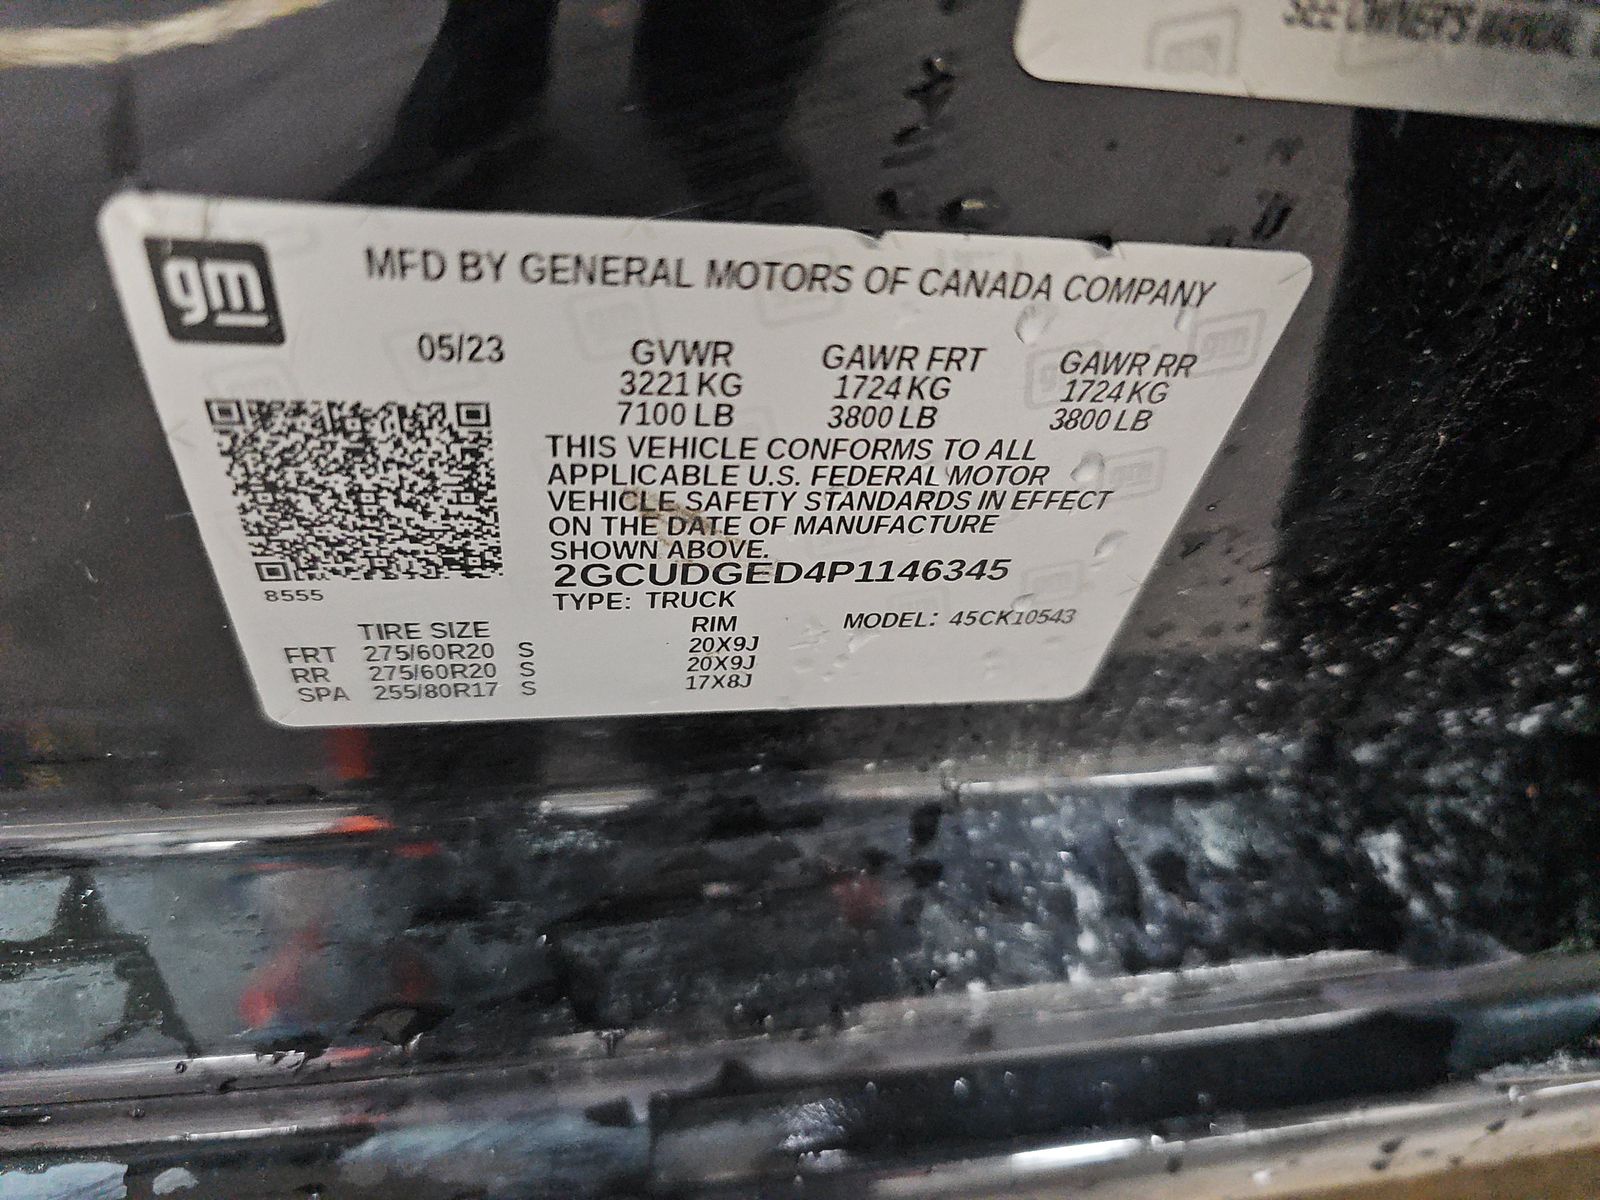 SEE OWNER'S MANUAL
gm
MFD BY GENERAL MOTORS OF CANADA COMPANY
05/23 GVWR GAWR FRT GAWR RR
3221 KG 1724 KG 1724 KG
7100 LB 3800 LB 3800 LB
THIS VEHICLE CONFORMS TO ALL
APPLICABLE U.S. FEDERAL MOTOR
VEHICLE SAFETY STANDARDS IN EFFECT
ON THE DATE OF MANUFACTURE
SHOWN ABOVE.
2GCUDGED4P1146345
8555
TYPE: TRUCK
MODEL: 45CK10543
TIRE SIZE RIM
FRT 275/60R20 S 20X9J
RR 275/60R20 S 20X9J
SPA 255/80R17 S 17X8J